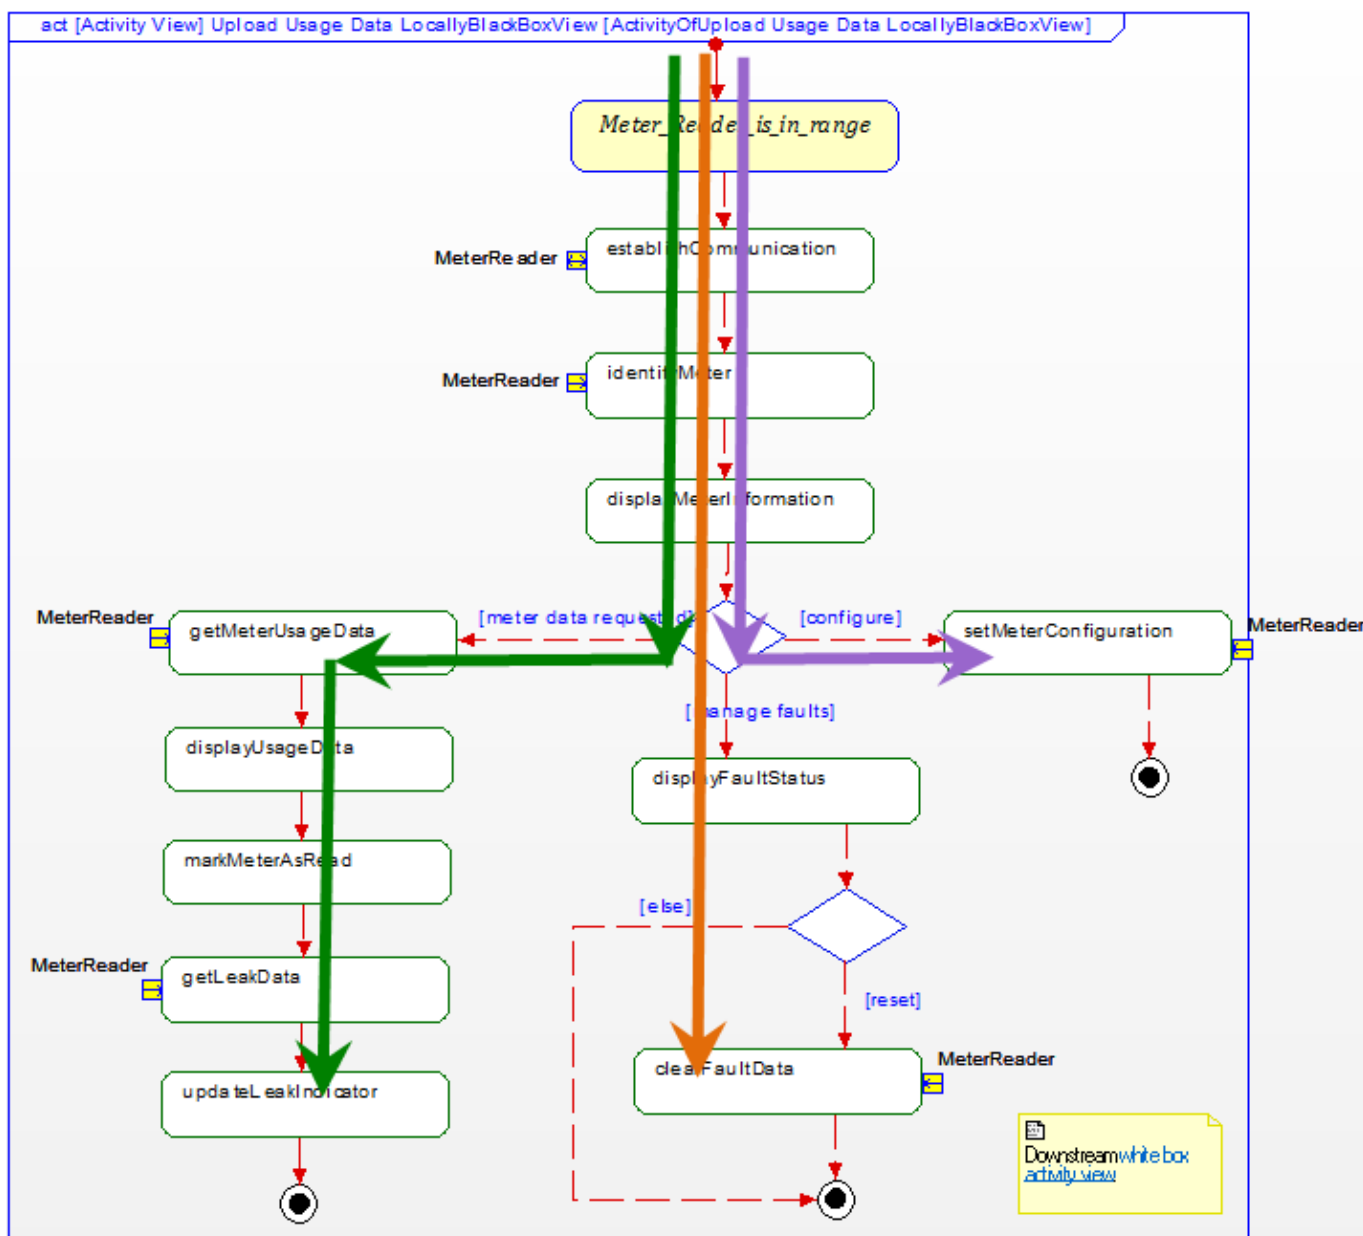 act [Activity View] Upload Usage Data LocallyBlackBoxView [ActivityOfUpload Usage Data LocallyBlackBoxView]
Meter_Reader_is_in_range
MeterReader
establishCommunication
MeterReader
identifyMeter
displayMeterInformation
MeterReader
getMeterUsageData
[meter data requested]
[configure]
setMeterConfiguration
MeterReader
[manage faults]
displayUsageData
displayFaultStatus
markMeterAsRead
[else]
MeterReader
getLeakData
[reset]
clearFaultData
MeterReader
updateLeakIndicator
Downstream white box
activity view